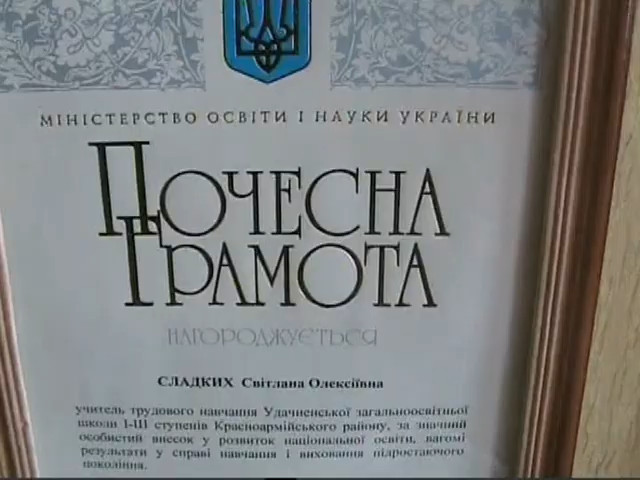 МІНІСТЕРСТВО ОСВІТИ І НАУКИ УКРАЇНИ
ПОЧЕСНА
ГРАМОТА
НАГОРОДЖУЄТЬСЯ
СЛАДКИХ Світлана Олексіївна
учитель трудового навчання Удачненської загальноосвітньої
школи І-ІІІ ступенів Красноармійського району, за значний
особистий внесок у розвиток національної освіти, вагомі
результати у справі навчання і виховання підростаючого
покоління.